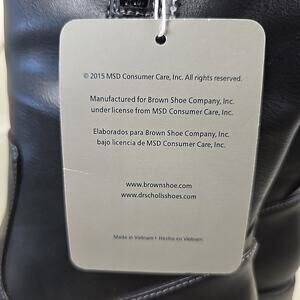 © 2015 MSD Consumer Care, Inc. All rights reserved.
Manufactured for Brown Shoe Company, Inc.
under license from MSD Consumer Care, Inc.
Elaborados para Brown Shoe Company, Inc.
bajo licencia de MSD Consumer Care, Inc.
www.brownshoe.com
www.drschollsshoes.com
Made in Vietnam • Hecho en Vietnam